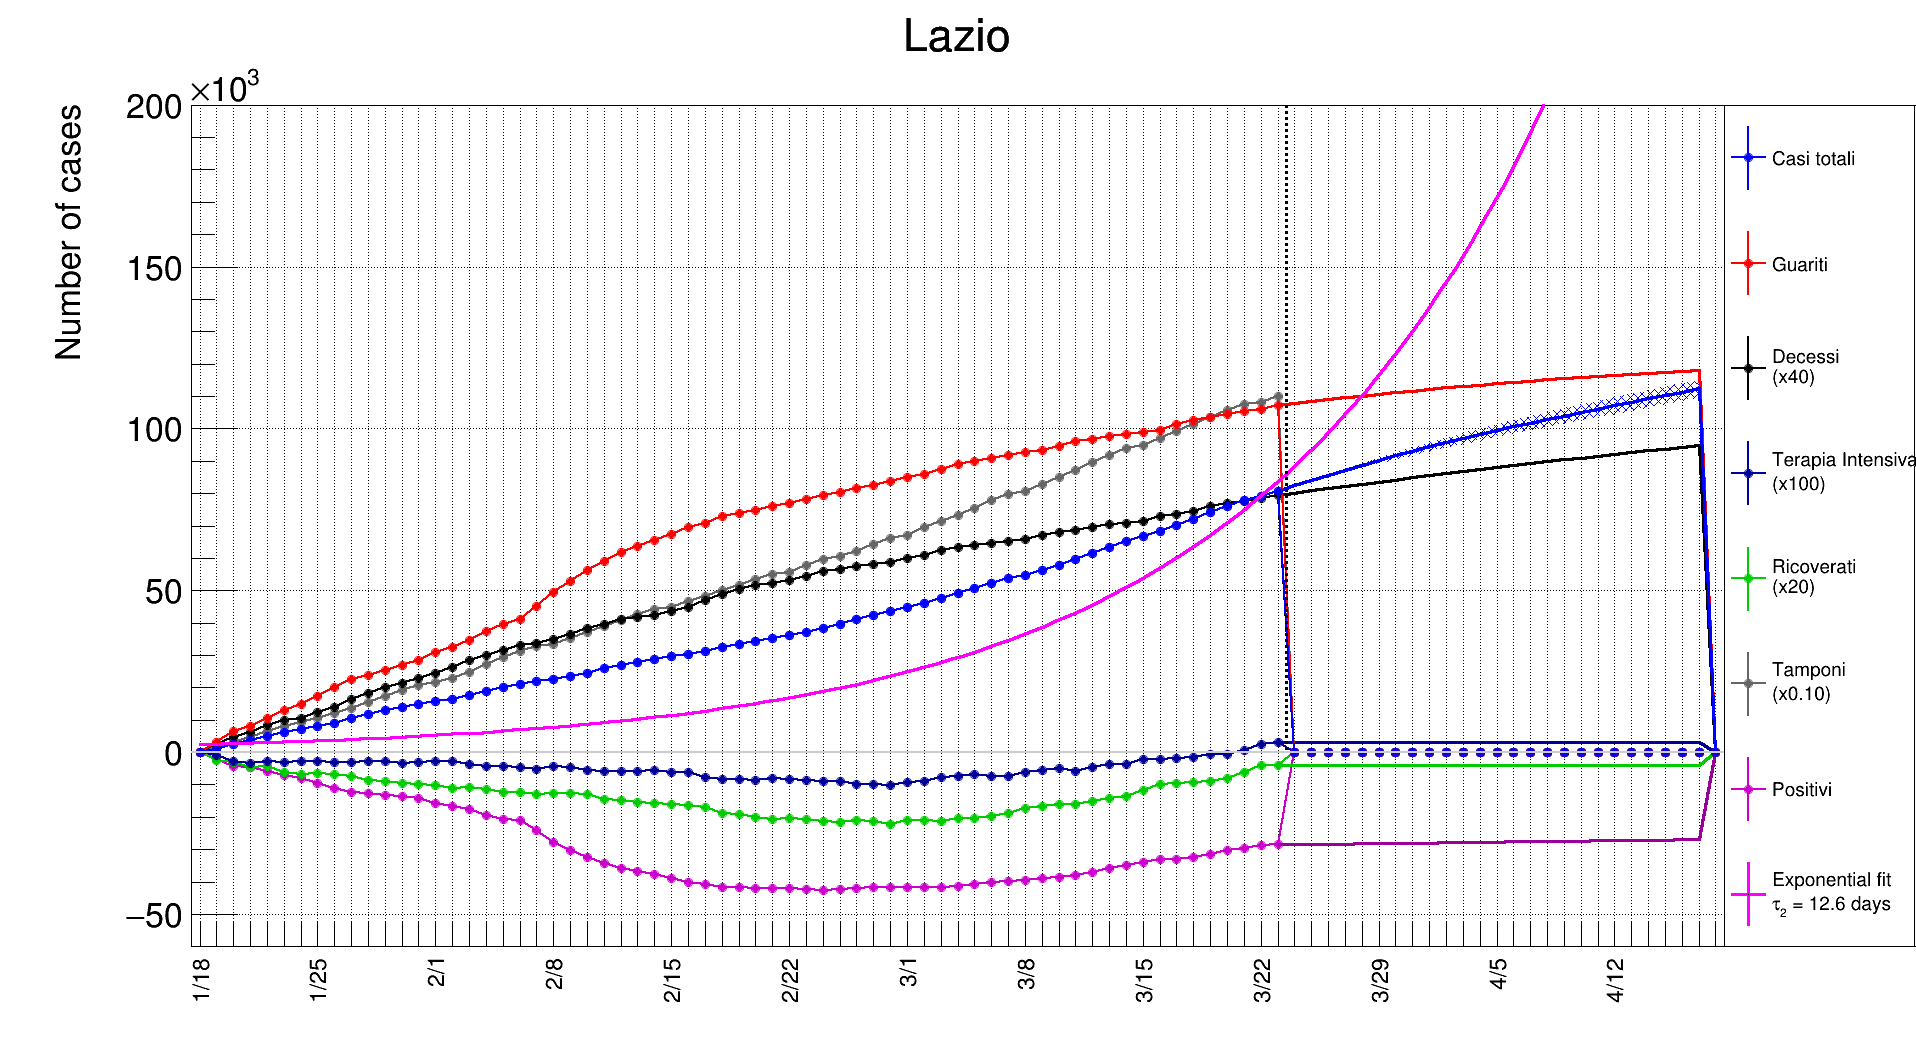 Lazio
×10³
Number of cases
200
150
100
50
0
−50
1/18
1/25
2/1
2/8
2/15
2/22
3/1
3/8
3/15
3/22
3/29
4/5
4/12
Casi totali
Guariti
Decessi
(x40)
Terapia Intensiva
(x100)
Ricoverati
(x20)
Tamponi
(x0.10)
Positivi
Exponential fit
τ₂ = 12.6 days